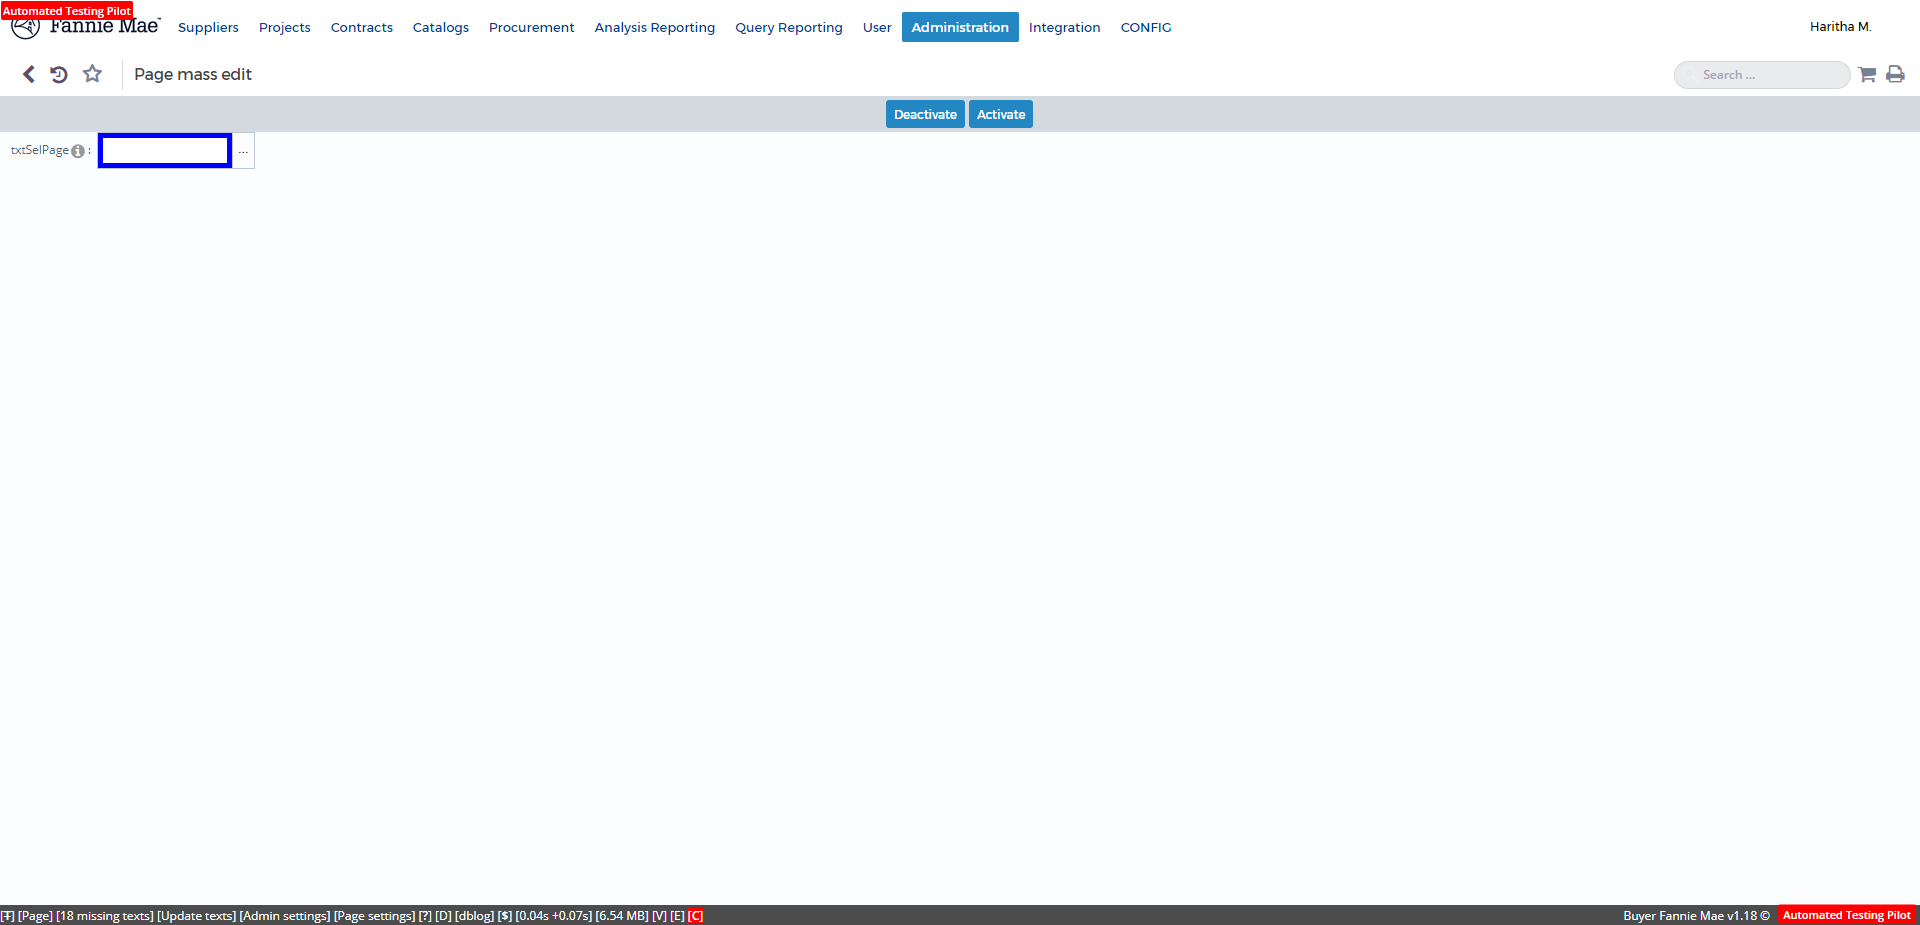 Automated Testing Pilot
Fannie Mae™
Suppliers Projects Contracts Catalogs Procurement Analysis Reporting Query Reporting User Administration Integration CONFIG
Haritha M.
Page mass edit
Search ...
Deactivate Activate
txtSelPage : ...
[T] [Page] [18 missing texts] [Update texts] [Admin settings] [Page settings] [?] [D] [dblog] [$] [0.04s +0.07s] [6.54 MB] [V] [E] [C]
Buyer Fannie Mae v1.18 © Automated Testing Pilot